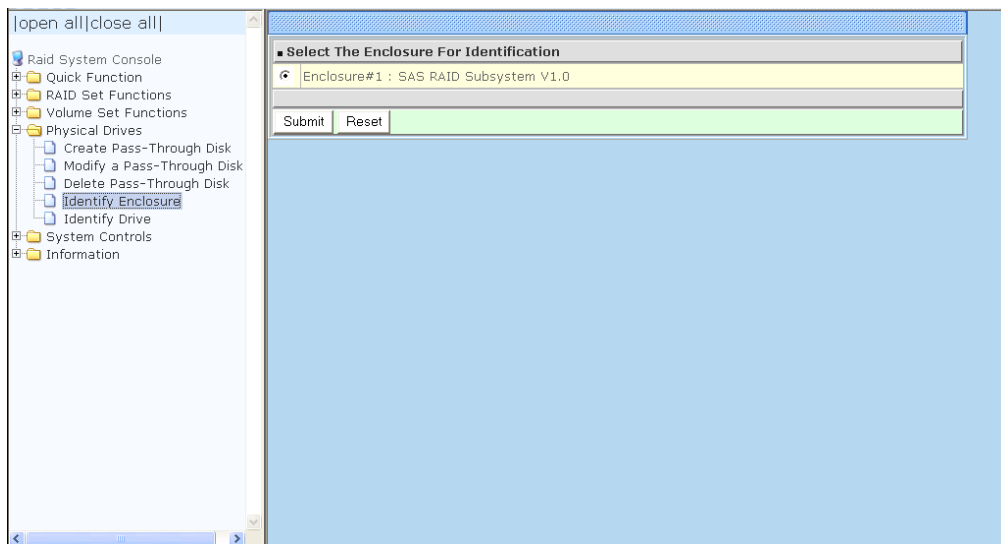 |open all|close all|
Raid System Console
Quick Function
RAID Set Functions
Volume Set Functions
Physical Drives
Create Pass-Through Disk
Modify a Pass-Through Disk
Delete Pass-Through Disk
Identify Enclosure
Identify Drive
System Controls
Information
Select The Enclosure For Identification
Enclosure#1 : SAS RAID Subsystem V1.0
Submit Reset